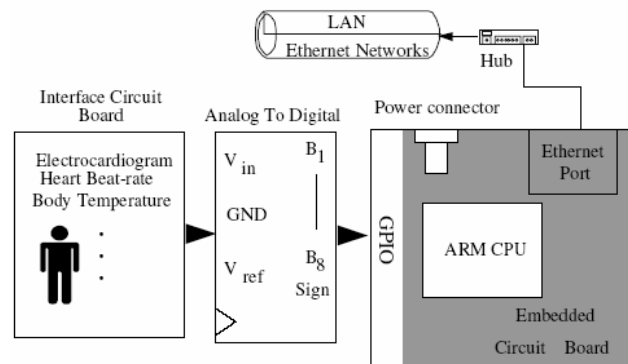 LAN
Ethernet Networks
Hub
Interface Circuit
Board
Electrocardiogram
Heart Beat-rate
Body Temperature
Analog To Digital
V in
GND
V ref
B1
B8
Sign
Power connector
GPIO
Ethernet
Port
ARM CPU
Embedded
Circuit Board